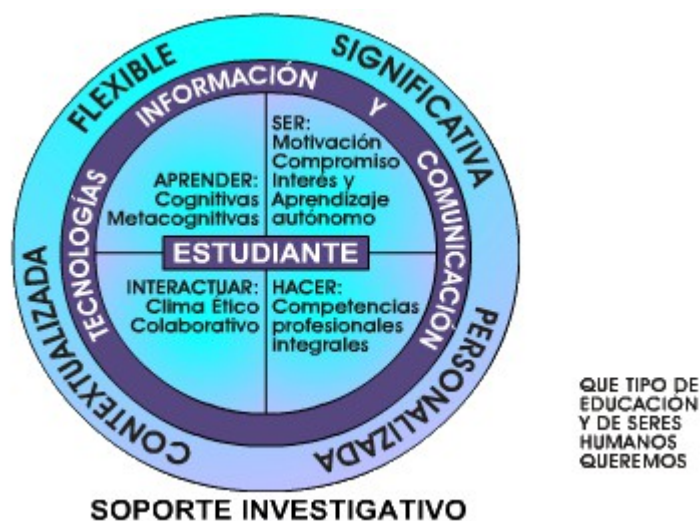 FLEXIBLE
SIGNIFICATIVA
TECNOLOGÍAS INFORMACIÓN Y COMUNICACIÓN
APRENDER:
Cognitivas
Metacognitivas
SER:
Motivación
Compromiso
Interés y
Aprendizaje
autónomo
ESTUDIANTE
INTERACTUAR:
Clima Ético
Colaborativo
HACER:
Competencias
profesionales
integrales
CONTEXTUALIZADA
PERSONALIZADA
QUE TIPO DE
EDUCACIÓN
Y DE SERES
HUMANOS
QUEREMOS
SOPORTE INVESTIGATIVO